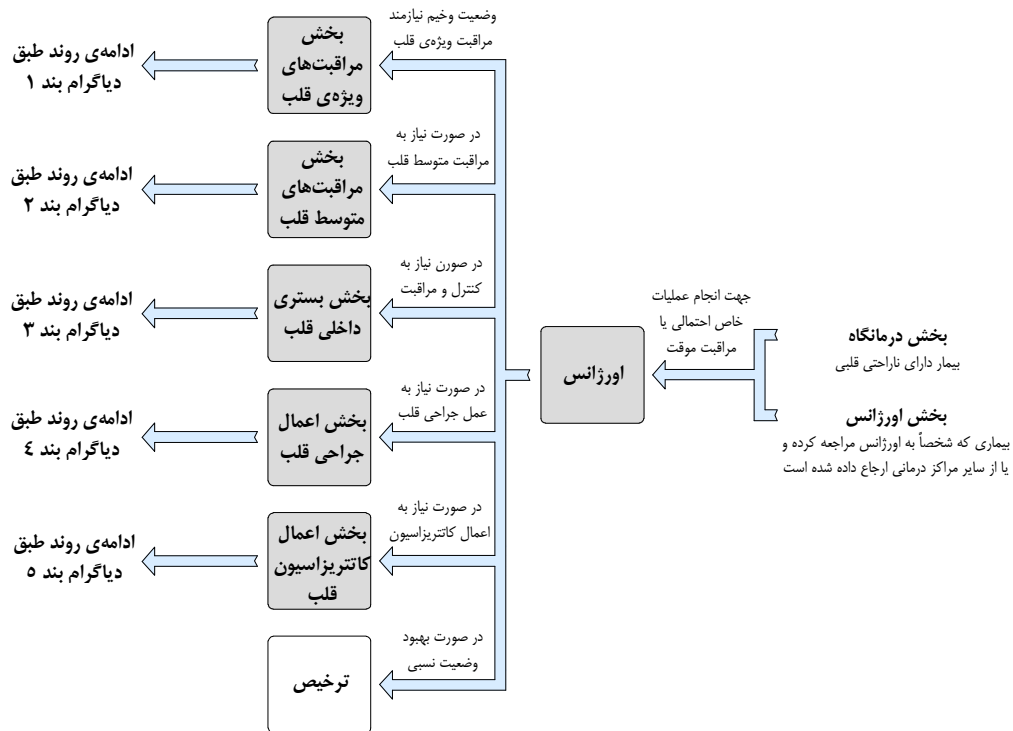 بخش درمانگاه
بیمار دارای ناراحتی قلبی
بخش اورژانس
بیماری که شخصاً به اورژانس مراجعه کرده و
یا از سایر مراکز درمانی ارجاع داده شده است
جهت انجام عملیات
خاص احتمالی یا
مراقبت موقت
اورژانس
وضعیت وخیم نیازمند
مراقبت ویژه‌ی قلب
بخش
مراقبت‌های
ویژه‌ی قلب
ادامه‌ی روند طبق
دیاگرام بند ۱
در صورت نیاز به
مراقبت متوسط قلب
بخش
مراقبت‌های
متوسط قلب
ادامه‌ی روند طبق
دیاگرام بند ۲
در صورن نیاز به
کنترل و مراقبت
بخش بستری
داخلی قلب
ادامه‌ی روند طبق
دیاگرام بند ۳
در صورت نیاز به
عمل جراحی قلب
بخش اعمال
جراحی قلب
ادامه‌ی روند طبق
دیاگرام بند ٤
در صورت نیاز به
اعمال کاتتریزاسیون
بخش اعمال
کاتتریزاسیون
قلب
ادامه‌ی روند طبق
دیاگرام بند ٥
در صورت بهبود
وضعیت نسبی
ترخیص